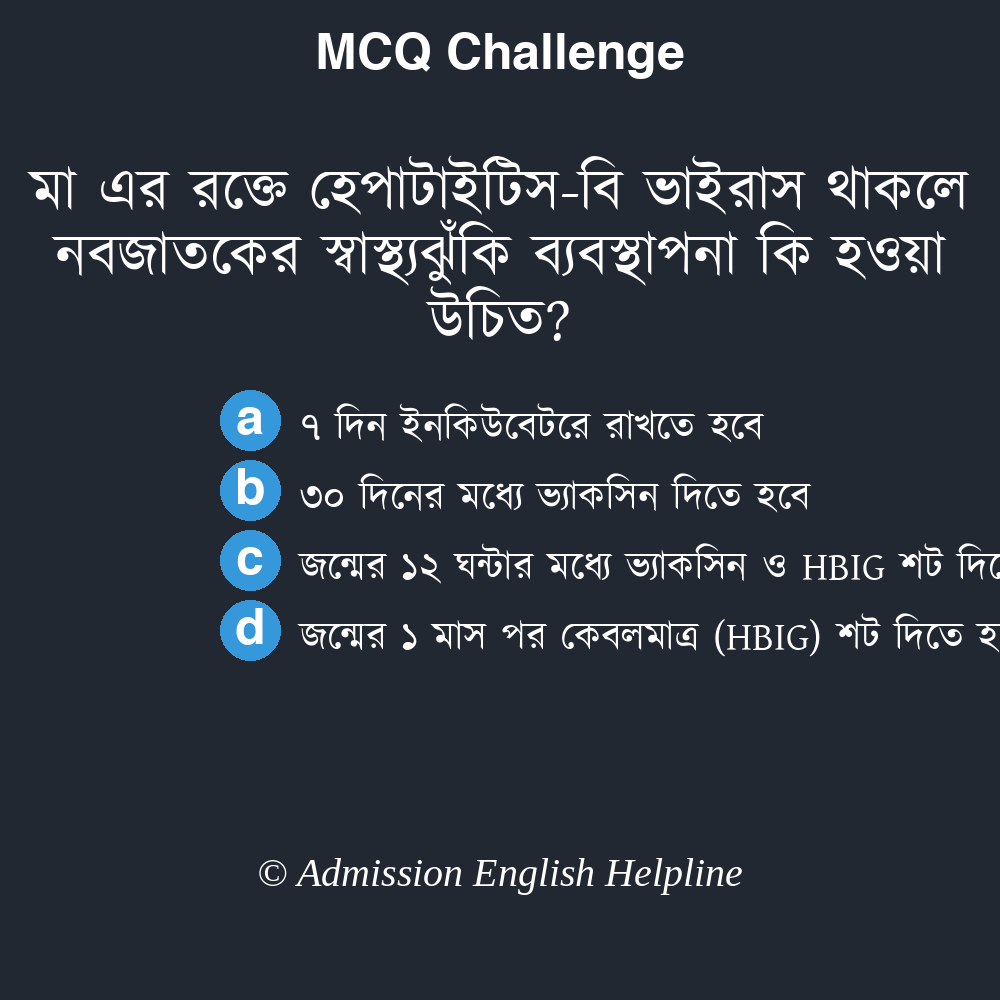 MCQ Challenge
মা এর রক্তে হেপাটাইটিস-বি ভাইরাস থাকলে
নবজাতকের স্বাস্থ্যঝুঁকি ব্যবস্থাপনা কি হওয়া
উচিত?
a ৭ দিন ইনকিউবেটরে রাখতে হবে
b ৩০ দিনের মধ্যে ভ্যাকসিন দিতে হবে
c জন্মের ১২ ঘন্টার মধ্যে ভ্যাকসিন ও HBIG শট
d জন্মের ১ মাস পর কেবলমাত্র (HBIG) শট দিতে
© Admission English Helpline